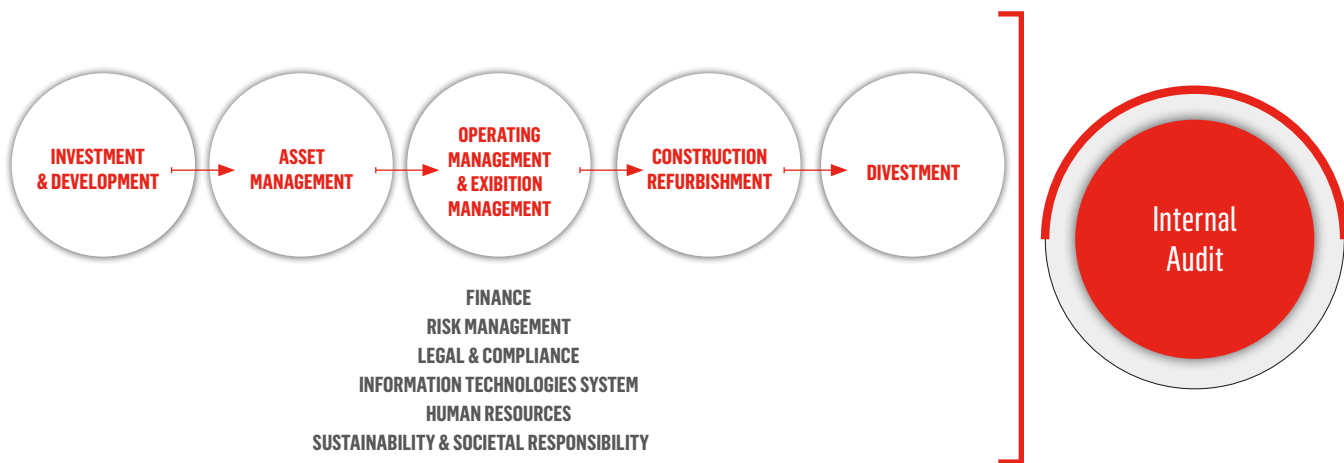 INVESTMENT
& DEVELOPMENT
ASSET
MANAGEMENT
OPERATING
MANAGEMENT
& EXIBITION
MANAGEMENT
CONSTRUCTION
REFURBISHMENT
DIVESTMENT
FINANCE
RISK MANAGEMENT
LEGAL & COMPLIANCE
INFORMATION TECHNOLOGIES SYSTEM
HUMAN RESOURCES
SUSTAINABILITY & SOCIETAL RESPONSIBILITY
Internal
Audit